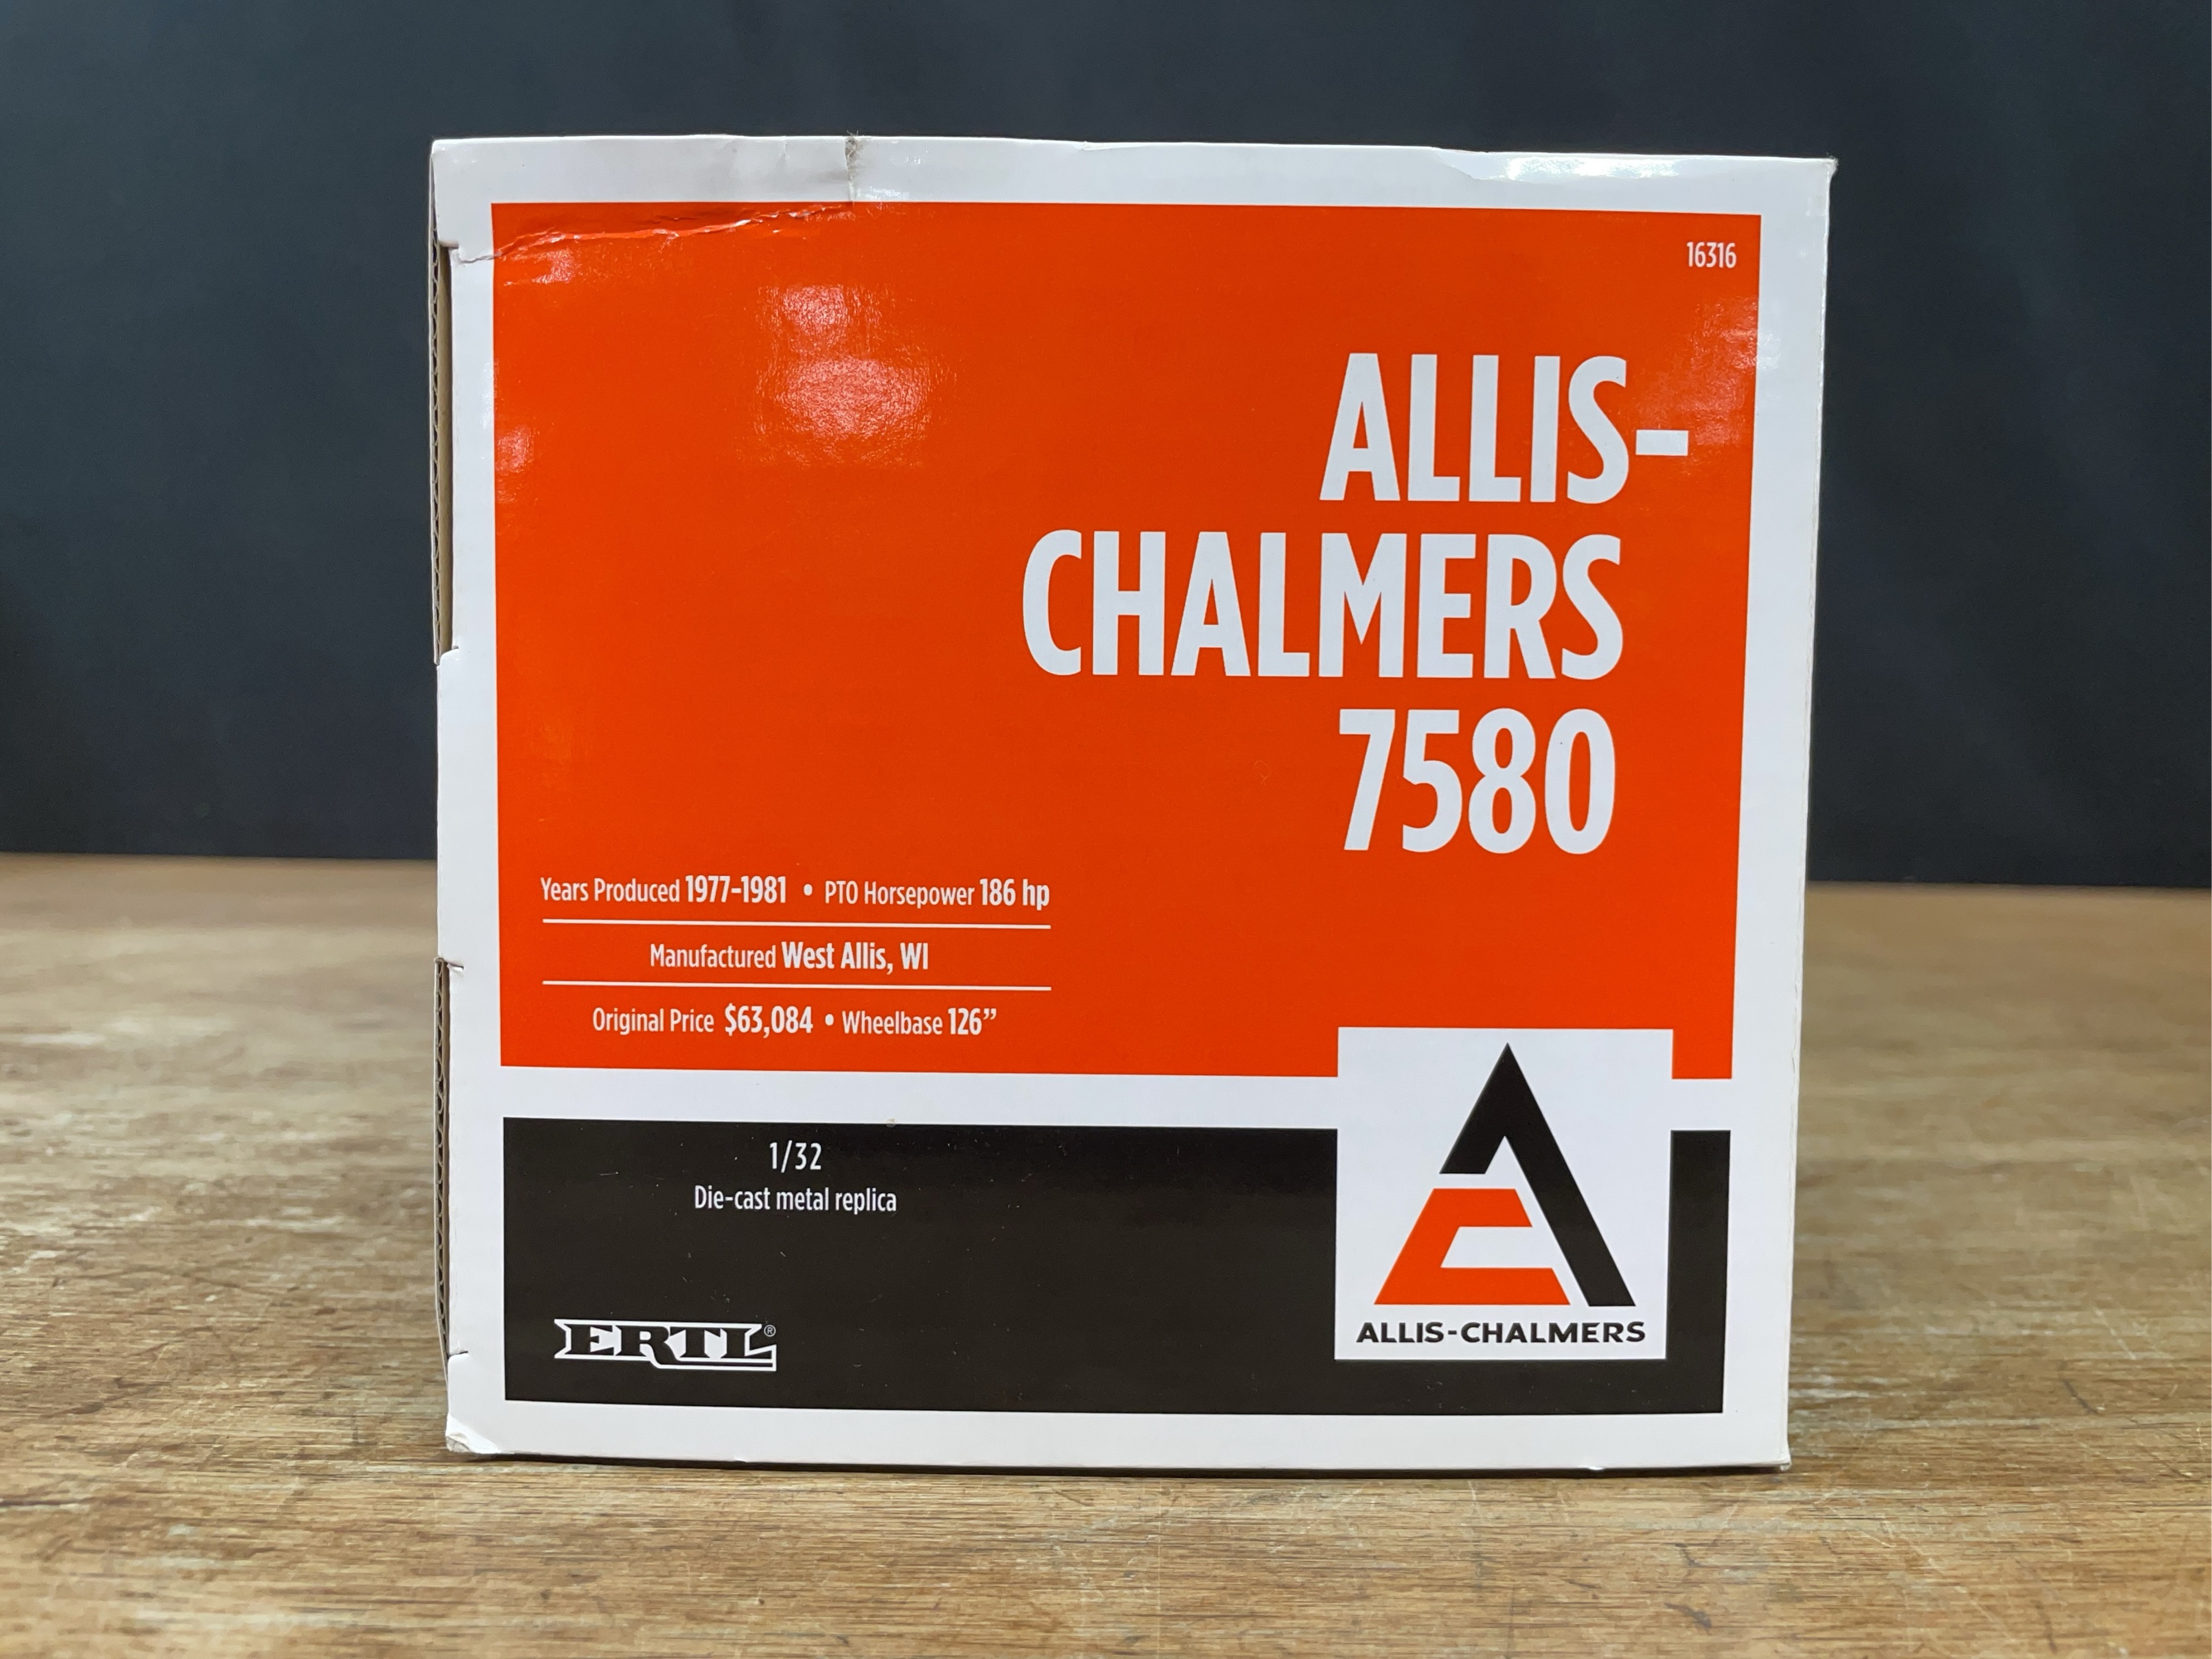 16316
ALLIS-
CHALMERS
7580
Years Produced 1977-1981 • PTO Horsepower 186 hp
Manufactured West Allis, WI
Original Price $63,084 • Wheelbase 126”
1/32
Die-cast metal replica
ERTL®
ALLIS-CHALMERS